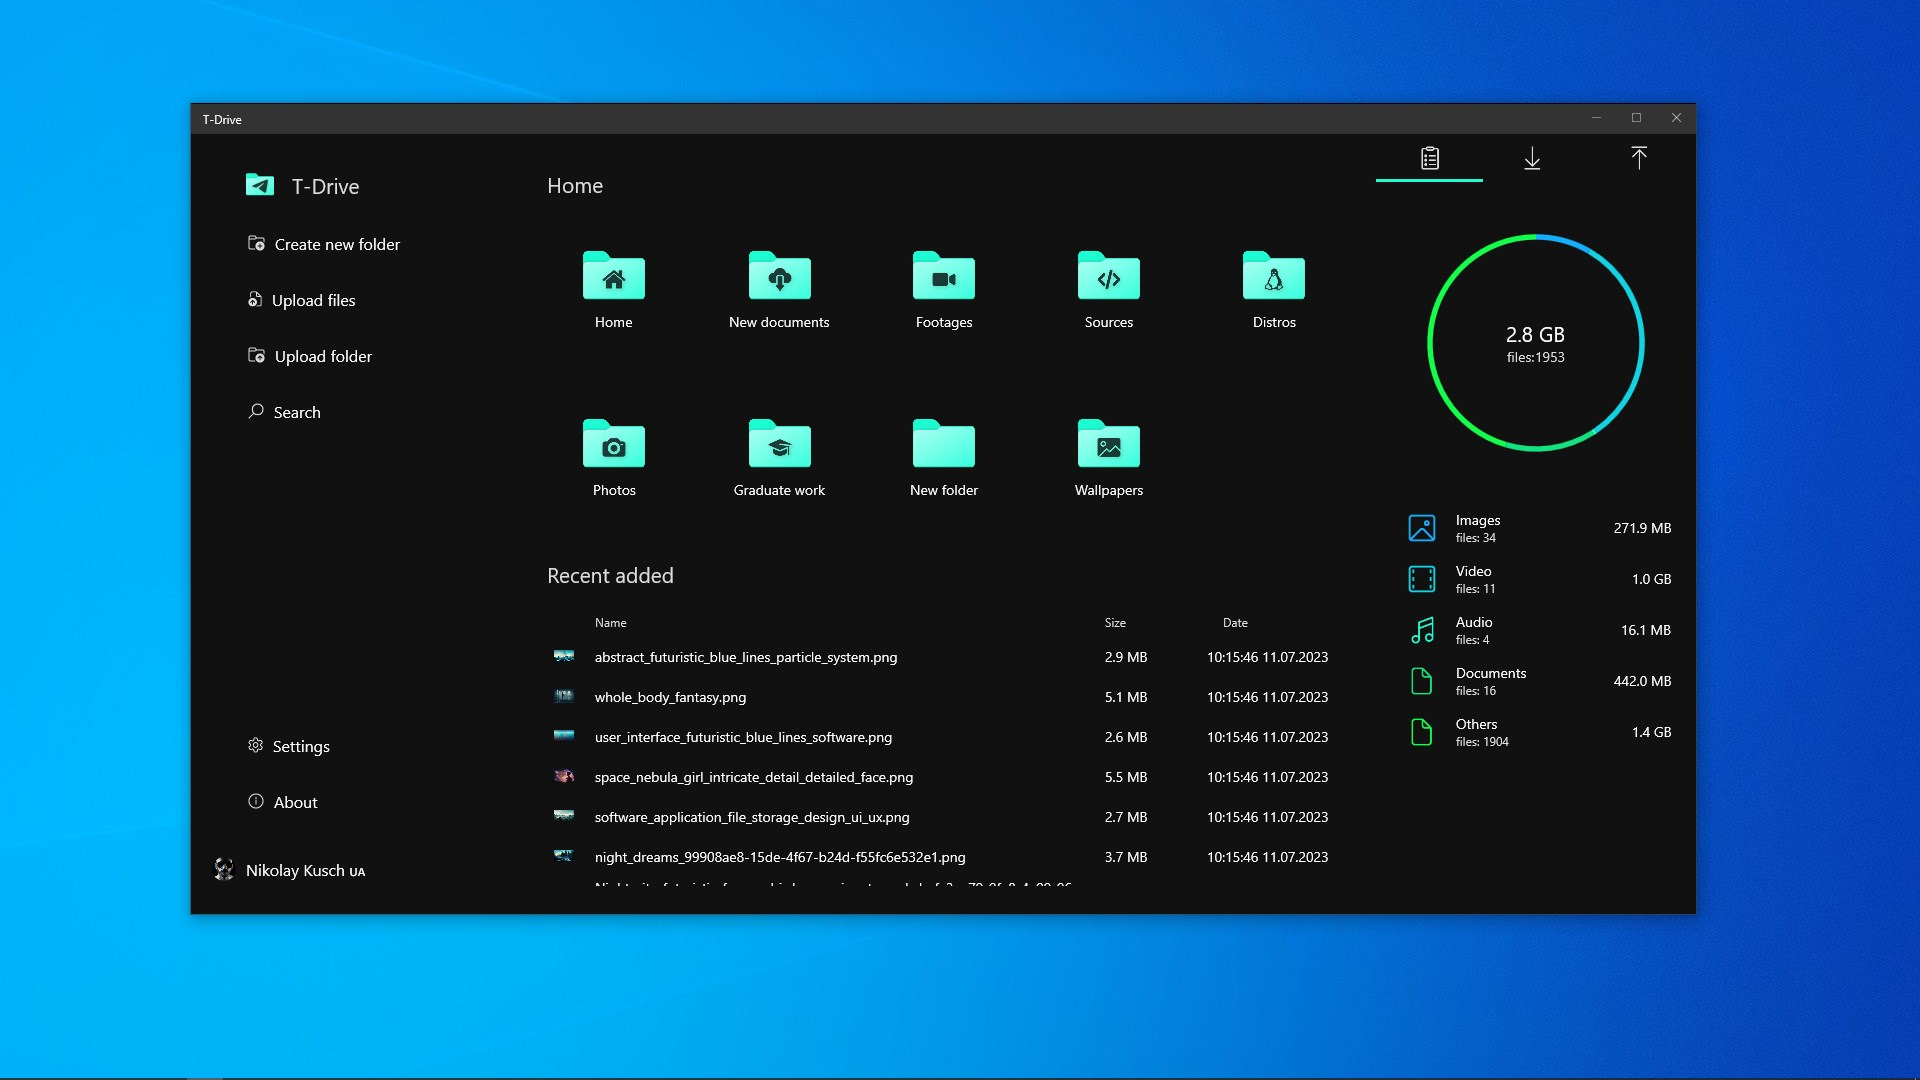 T-Drive
T-Drive
Create new folder
Upload files
Upload folder
Search
Settings
About
Nikolay Kusch UA
Home
Home
New documents
Footages
Sources
Distros
Photos
Graduate work
New folder
Wallpapers
Recent added
Name Size Date
abstract_futuristic_blue_lines_particle_system.png 2.9 MB 10:15:46 11.07.2023
whole_body_fantasy.png 5.1 MB 10:15:46 11.07.2023
user_interface_futuristic_blue_lines_software.png 2.6 MB 10:15:46 11.07.2023
space_nebula_girl_intricate_detail_detailed_face.png 5.5 MB 10:15:46 11.07.2023
software_application_file_storage_design_ui_ux.png 2.7 MB 10:15:46 11.07.2023
night_dreams_99908ae8-15de-4f67-b24d-f55fc6e532e1.png 3.7 MB 10:15:46 11.07.2023
2.8 GB
files:1953
Images 271.9 MB
files: 34
Video 1.0 GB
files: 11
Audio 16.1 MB
files: 4
Documents 442.0 MB
files: 16
Others 1.4 GB
files: 1904